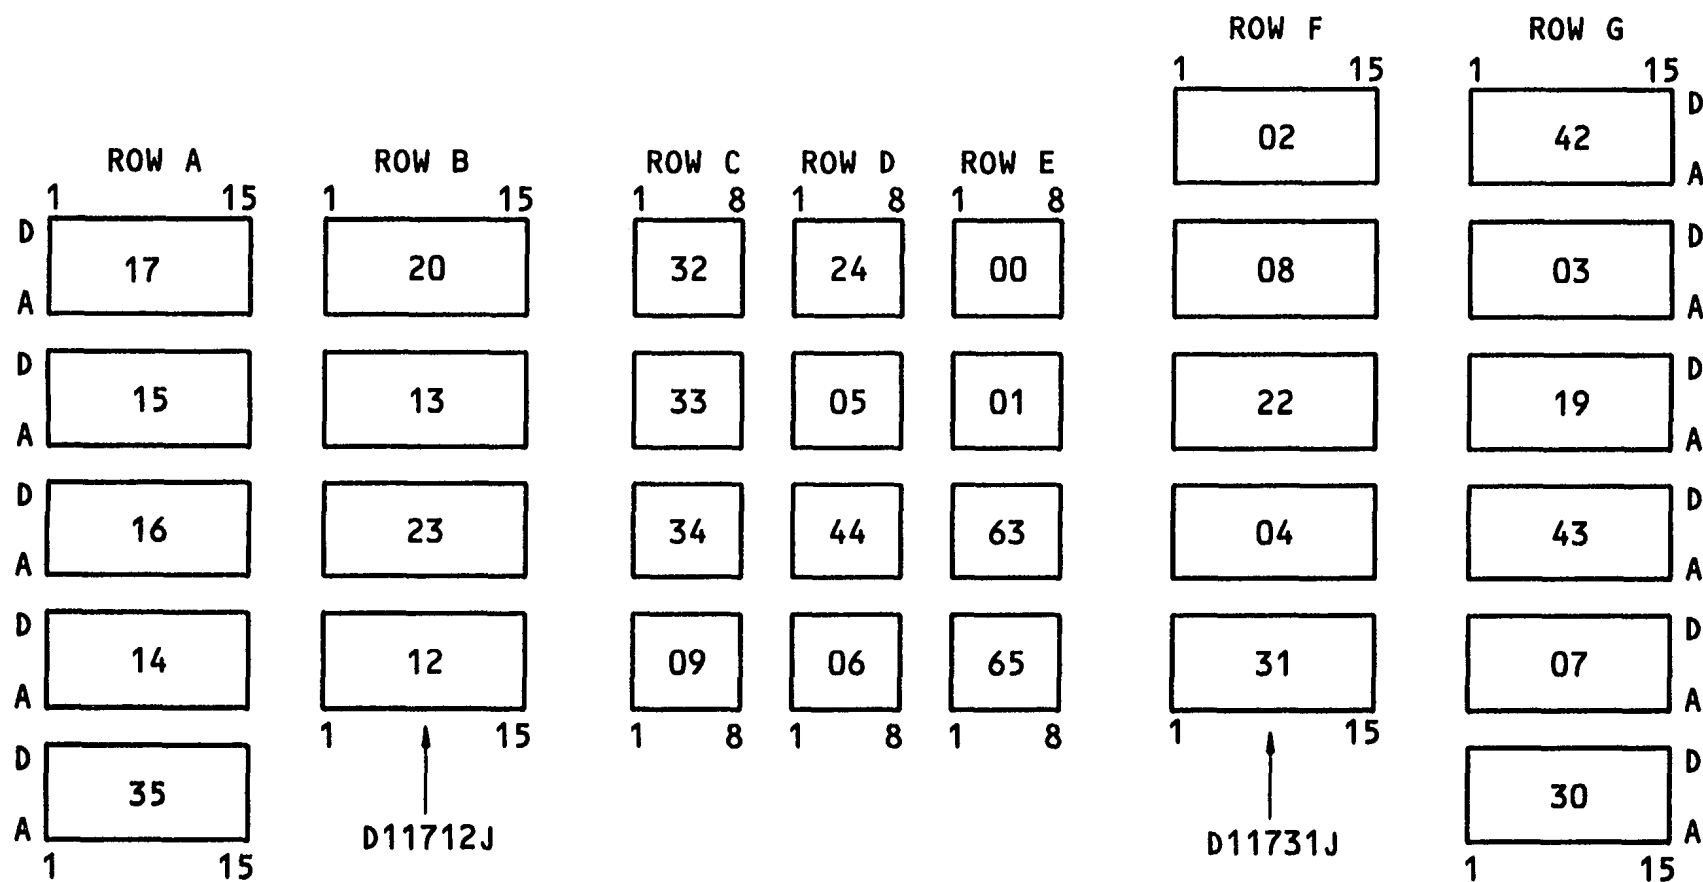 ROW F ROW G
1 15 1 15
02 42 D
A
ROW A ROW B ROW C ROW D ROW E
1 15 1 15 1 8 1 8 1 8
D 17 20 32 24 00 08 03 D
A A
D 15 13 33 05 01 22 19 D
A A
D 16 23 34 44 63 04 43 D
A A
D 14 12 09 06 65 31 07 D
A A
1 15 1 8 1 8 1 8 1 15
D 35 30 D
A D11712J D11731J A
1 15 1 15